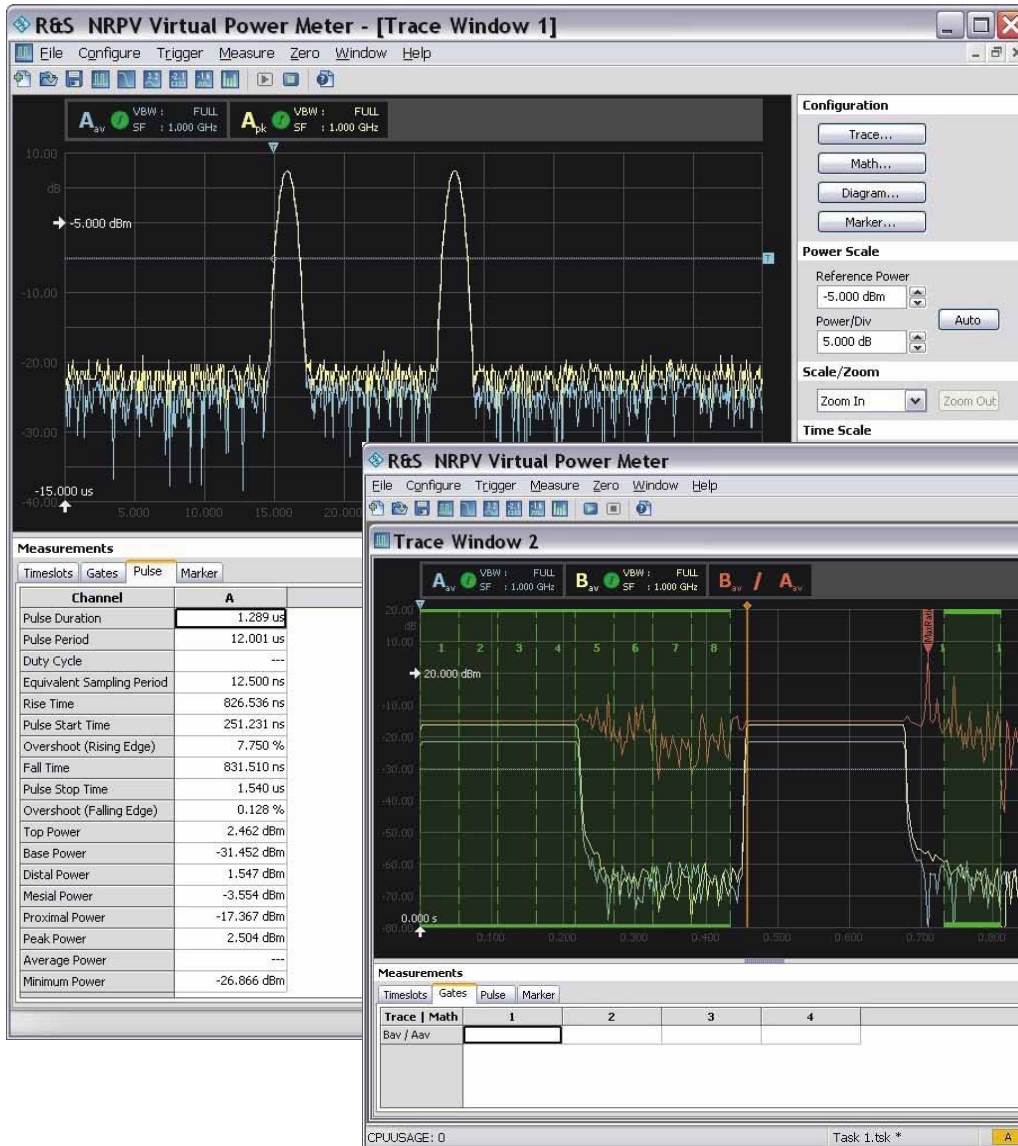 R&S NRPV Virtual Power Meter - [Trace Window 1]
File Configure Trigger Measure Zero Window Help
A av VBW : FULL SF : 1.000 GHz A pk VBW : FULL SF : 1.000 GHz
10.00
dB
-5.000 dBm
T
-10.00
-20.00
-30.00
-40.00
-15.000 us
5.000 10.000 15.000 20.000
Configuration
Trace...
Math...
Diagram...
Marker...
Power Scale
Reference Power
-5.000 dBm
Power/Div
5.000 dB
Auto
Scale/Zoom
Zoom In Zoom Out
Time Scale
Measurements
Timeslots Gates Pulse Marker
Channel A
Pulse Duration 1.289 us
Pulse Period 12.001 us
Duty Cycle ---
Equivalent Sampling Period 12.500 ns
Rise Time 826.536 ns
Pulse Start Time 251.231 ns
Overshoot (Rising Edge) 7.750 %
Fall Time 831.510 ns
Pulse Stop Time 1.540 us
Overshoot (Falling Edge) 0.128 %
Top Power 2.462 dBm
Base Power -31.452 dBm
Distal Power 1.547 dBm
Mesial Power -3.554 dBm
Proximal Power -17.367 dBm
Peak Power 2.504 dBm
Average Power ---
Minimum Power -26.866 dBm
R&S NRPV Virtual Power Meter
File Configure Trigger Measure Zero Window Help
Trace Window 2
A av VBW : FULL SF : 1.000 GHz B av VBW : FULL SF : 1.000 GHz B av / A av
20.00
dB
10.00
1 2 3 4 5 6 7 8 1 1
20.000 dBm
-10.00
-20.00
-30.00
-40.00
-50.00
-60.00
-70.00
-80.00
0.000 s
0.100 0.200 0.300 0.400 0.500 0.600 0.700 0.800
Measurements
Timeslots Gates Pulse Marker
Trace | Math 1 2 3 4
Bav / Aav
CPUUSAGE: 0 Task 1.tsk * A